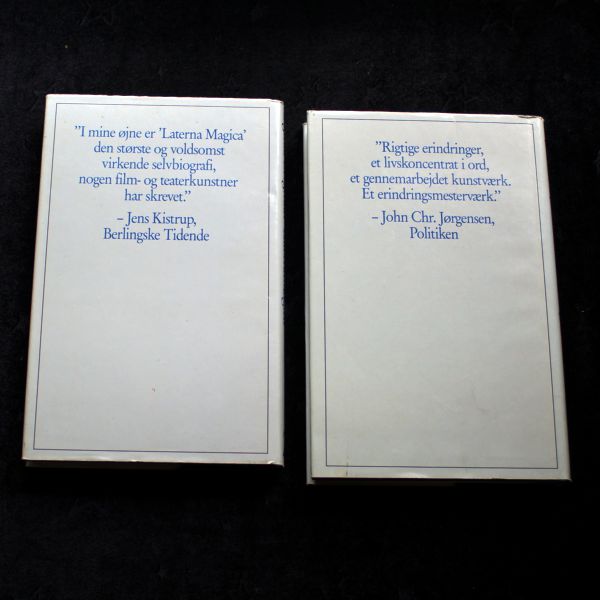 "I mine øjne er 'Laterna Magica'
den største og voldsomst
virkende selvbiografi,
nogen film- og teaterkunstner
har skrevet."
– Jens Kistrup,
Berlingske Tidende
"Rigtige erindringer,
et livskoncentrat i ord,
et gennemarbejdet kunstværk.
Et erindringsmesterværk."
– John Chr. Jørgensen,
Politiken